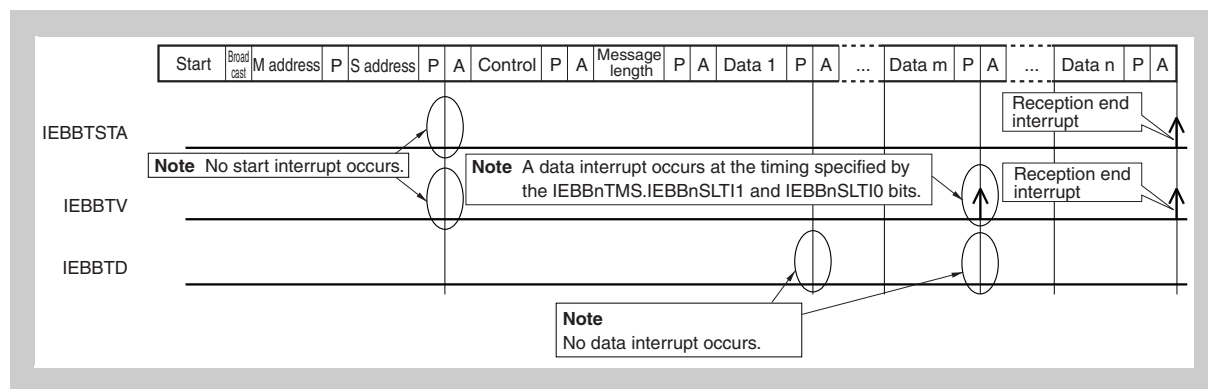 Start Broad cast M address P S address P A Control P A Message length P A Data 1 P A ... Data m P A ... Data n P A
IEBBTSTA
Reception end
interrupt
Note No start interrupt occurs.
Note A data interrupt occurs at the timing specified by
the IEBBnTMS.IEBBnSLTI1 and IEBBnSLTI0 bits.
Reception end
interrupt
IEBBTV
IEBBTD
Note
No data interrupt occurs.